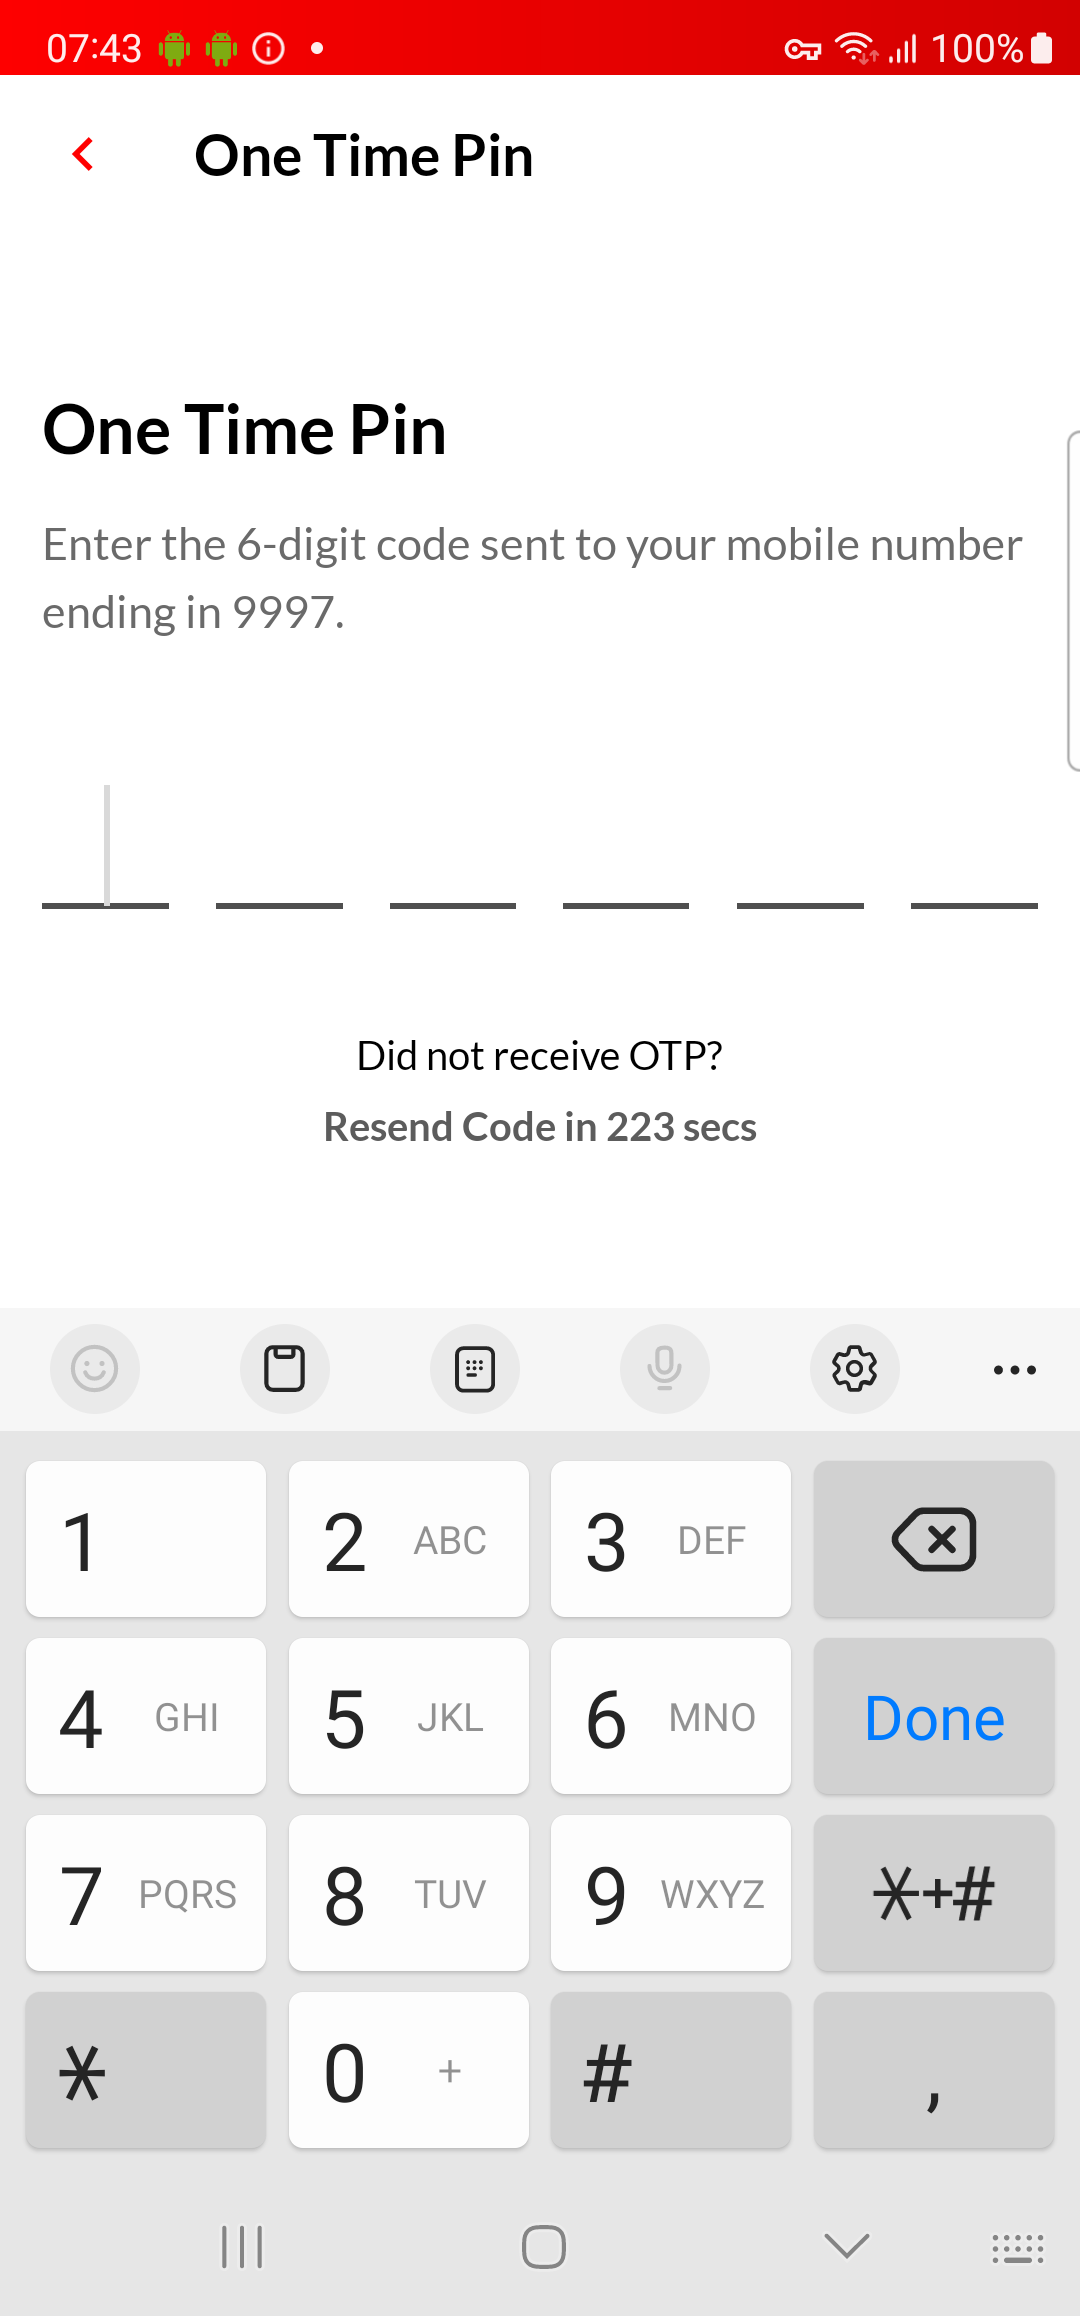 07:43 100%
One Time Pin
One Time Pin
Enter the 6-digit code sent to your mobile number
ending in 9997.
Did not receive OTP?
Resend Code in 223 secs
1 2 ABC 3 DEF
4 GHI 5 JKL 6 MNO Done
7 PQRS 8 TUV 9 WXYZ *+#
* 0 + # ,